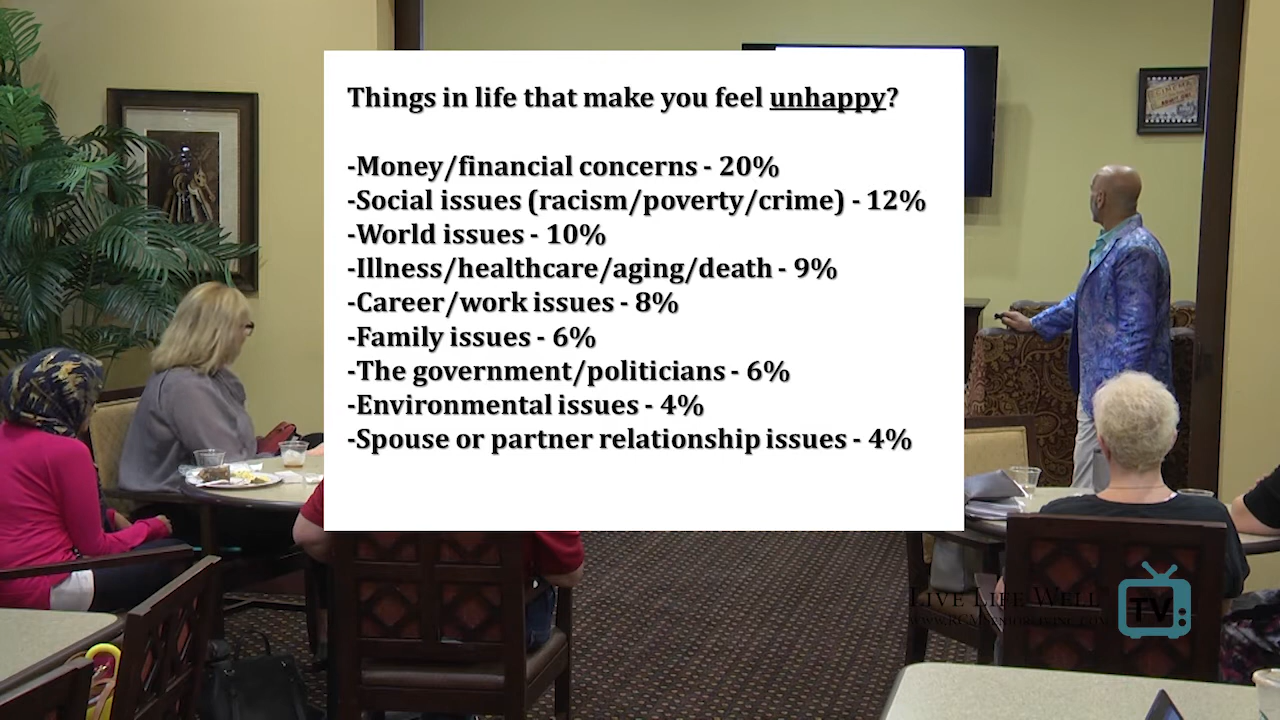 Things in life that make you feel unhappy?
-Money/financial concerns - 20%
-Social issues (racism/poverty/crime) - 12%
-World issues - 10%
-Illness/healthcare/aging/death - 9%
-Career/work issues - 8%
-Family issues - 6%
-The government/politicians - 6%
-Environmental issues - 4%
-Spouse or partner relationship issues - 4%
LIVE LIFE WELL
TV